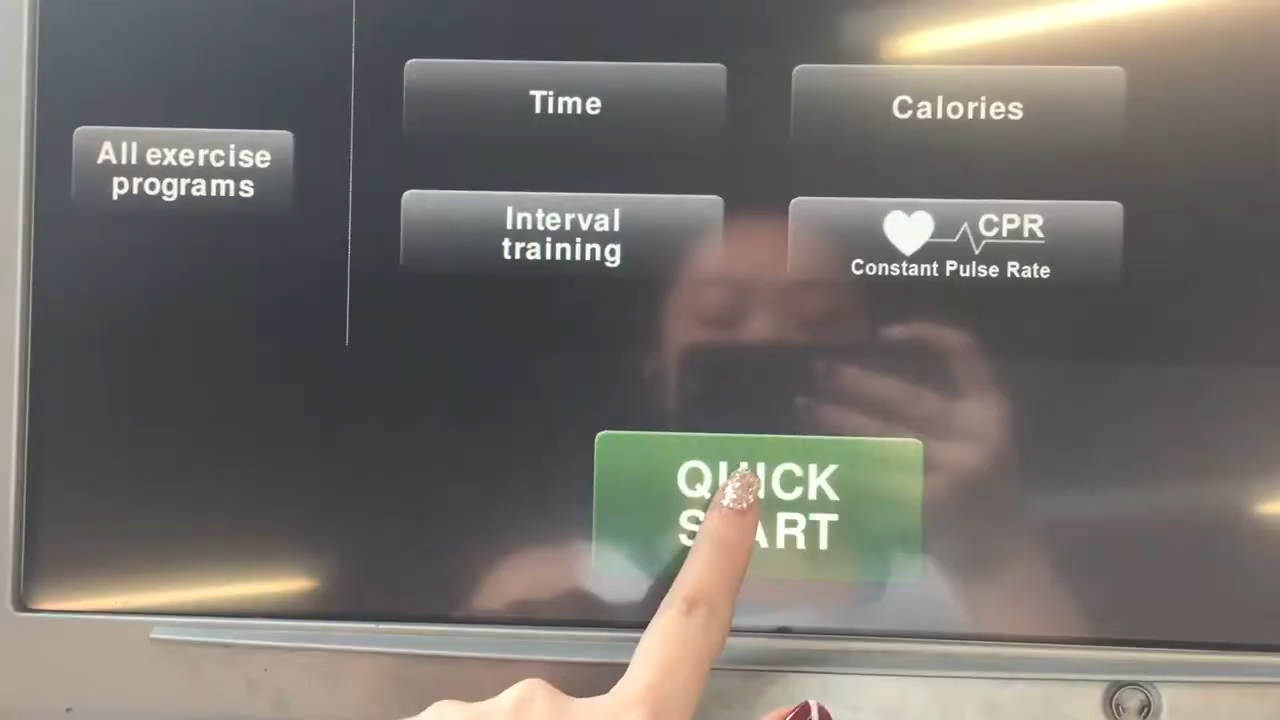 Time
Calories
All exercise
programs
Interval
training
CPR
Constant Pulse Rate
QUICK
START